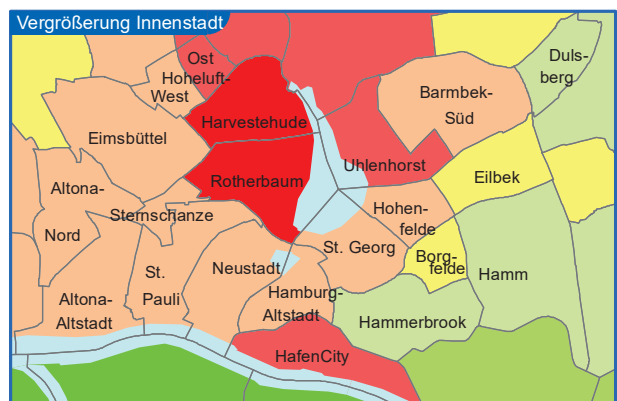 Vergrößerung Innenstadt
Ost
Hoheluft-
West
Duls-
berg
Barmbek-
Süd
Harvestehude
Eimsbüttel
Uhlenhorst
Eilbek
Rotherbaum
Altona-
Nord
Sternschanze
Hohen-
felde
St. Georg
Borg-
felde
Hamm
St.
Pauli
Neustadt
Hamburg-
Altstadt
Altona-
Altstadt
Hammerbrook
HafenCity